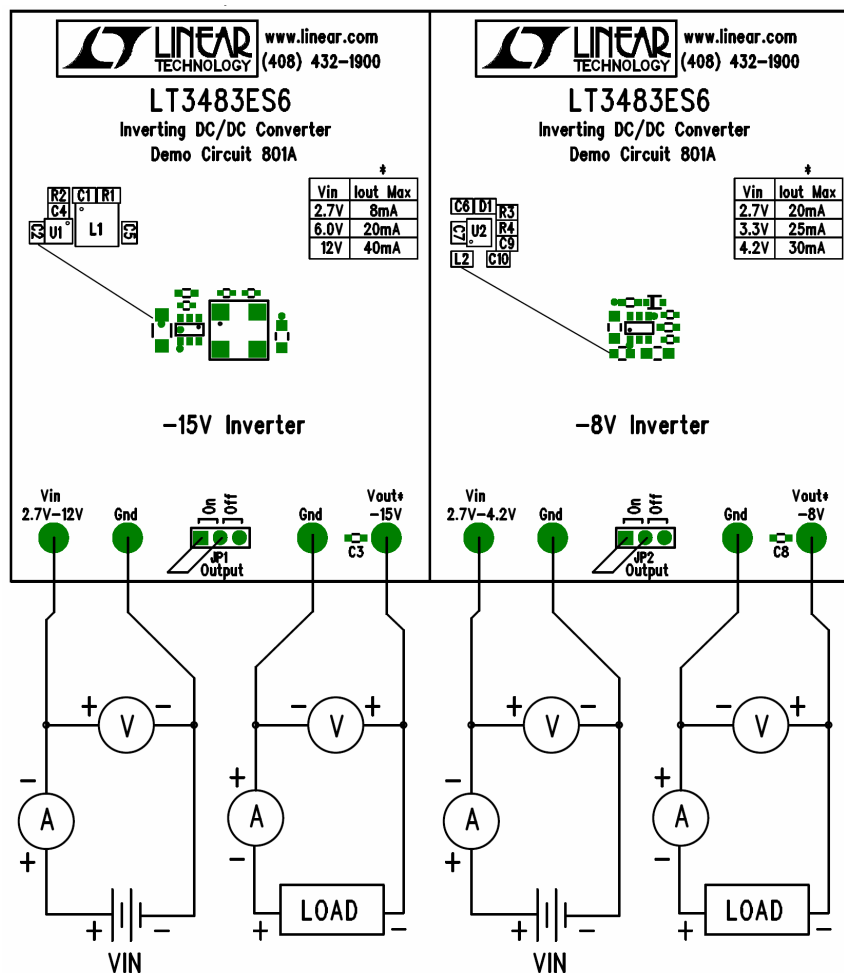 LT LINEAR TECHNOLOGY
www.linear.com
(408) 432-1900
LT3483ES6
Inverting DC/DC Converter
Demo Circuit 801A
*
Vin Iout Max
2.7V 8mA
6.0V 20mA
12V 40mA
R2 C1 R1
C4
C2 U1 L1 C5
-15V Inverter
Vin
2.7V-12V
Gnd
On Off
JP1
Output
Gnd
C3
Vout*
-15V
LT LINEAR TECHNOLOGY
www.linear.com
(408) 432-1900
LT3483ES6
Inverting DC/DC Converter
Demo Circuit 801A
*
Vin Iout Max
2.7V 20mA
3.3V 25mA
4.2V 30mA
C6 D1 R3
C7 U2 R4
C9
L2 C10
-8V Inverter
Vin
2.7V-4.2V
Gnd
On Off
JP2
Output
Gnd
C8
Vout*
-8V
+ V -
- V +
+ V -
- V +
-
A
+
+
A
-
-
A
+
+
A
-
+ -
VIN
LOAD
+ -
+ -
VIN
LOAD
+ -